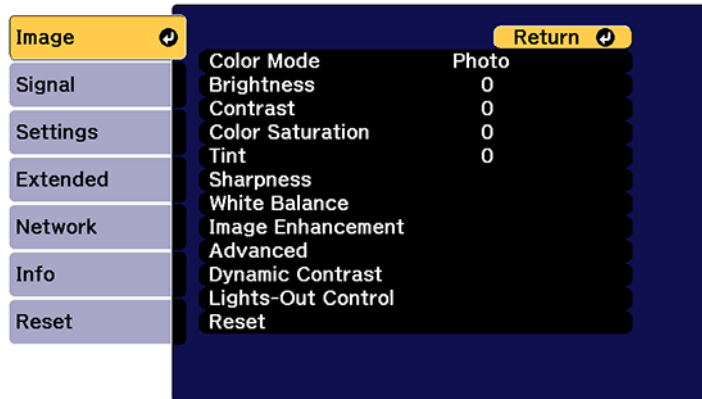 Image
Signal
Settings
Extended
Network
Info
Reset
Return
Color Mode Photo
Brightness 0
Contrast 0
Color Saturation 0
Tint 0
Sharpness
White Balance
Image Enhancement
Advanced
Dynamic Contrast
Lights-Out Control
Reset